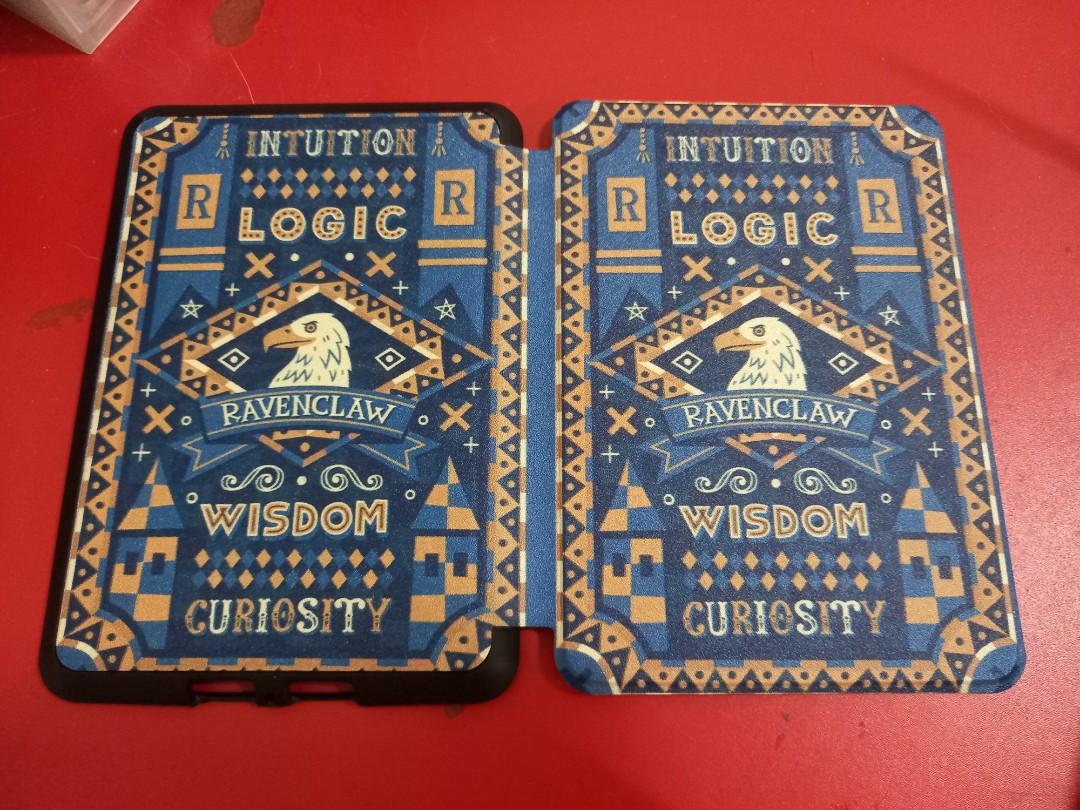 INTUITION
R R
LOGIC
RAVENCLAW
WISDOM
CURIOSITY
INTUITION
R R
LOGIC
RAVENCLAW
WISDOM
CURIOSITY